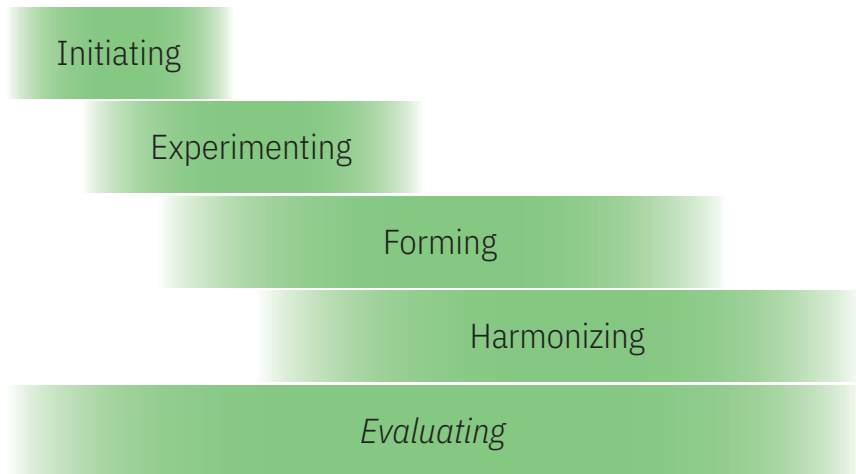 Initiating
Experimenting
Forming
Harmonizing
Evaluating